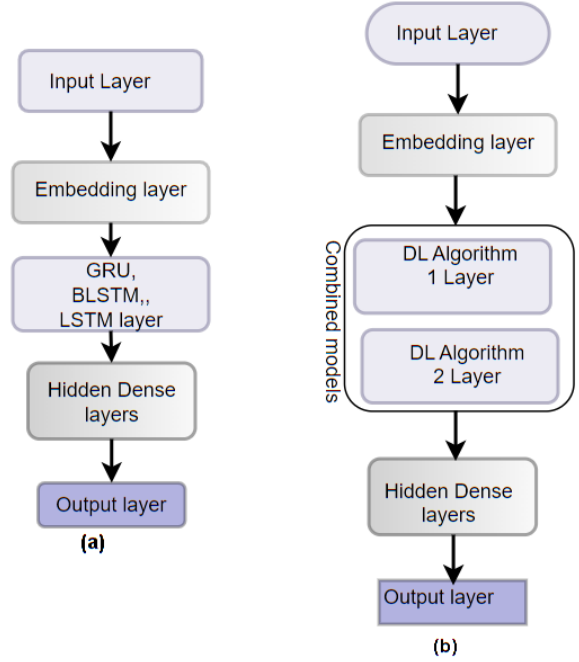 Input Layer
Embedding layer
GRU,
BLSTM,,
LSTM layer
Hidden Dense
layers
Output layer
(a)
Input Layer
Embedding layer
Combined models
DL Algorithm
1 Layer
DL Algorithm
2 Layer
Hidden Dense
layers
Output layer
(b)